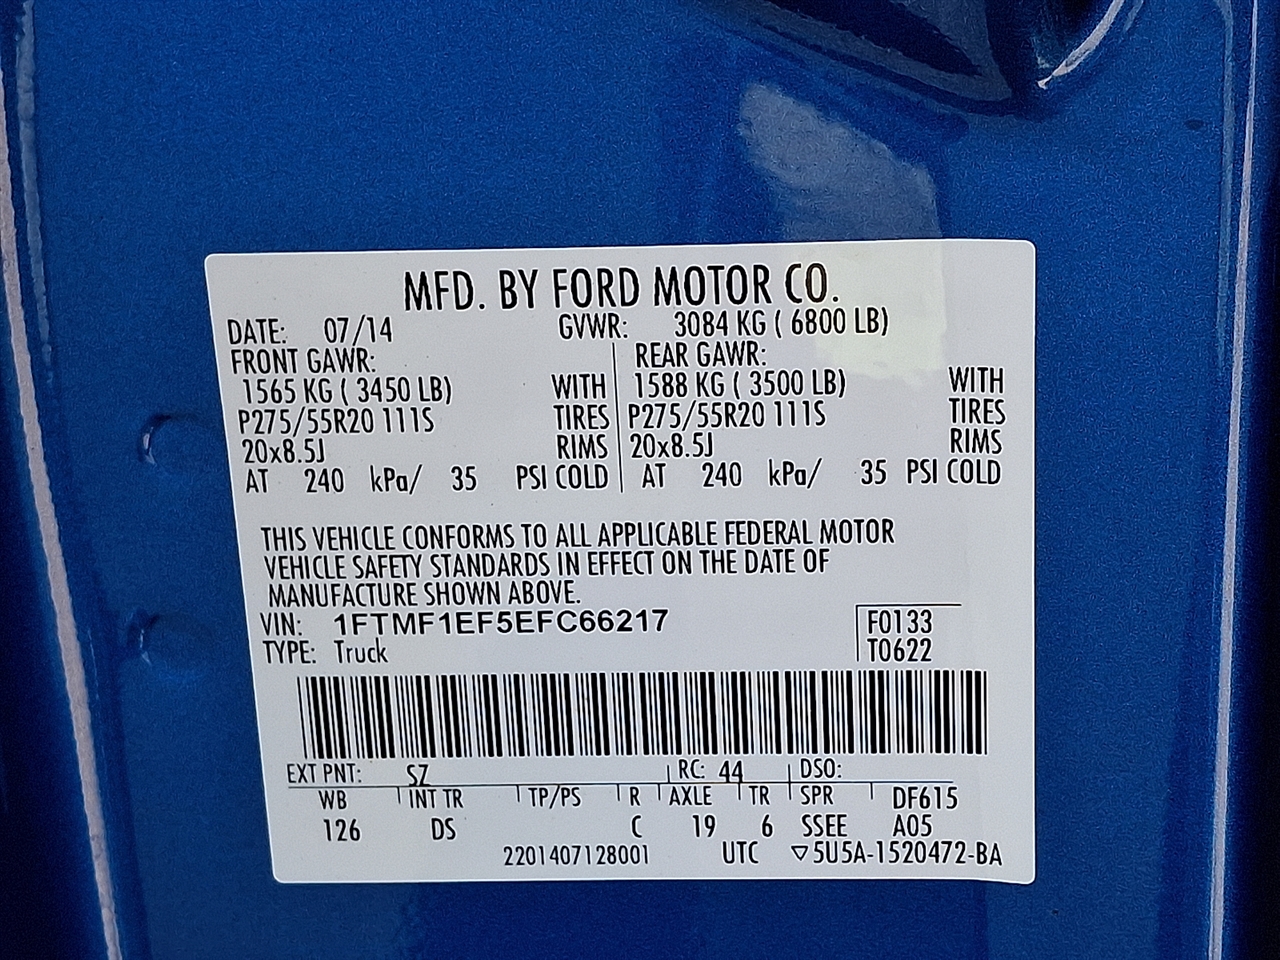 MFD. BY FORD MOTOR CO.
DATE: 07/14 GVWR: 3084 KG ( 6800 LB)
FRONT GAWR: REAR GAWR:
1565 KG ( 3450 LB) WITH 1588 KG ( 3500 LB) WITH
P275/55R20 111S TIRES P275/55R20 111S TIRES
20x8.5J RIMS 20x8.5J RIMS
AT 240 kPa/ 35 PSI COLD AT 240 kPa/ 35 PSI COLD
THIS VEHICLE CONFORMS TO ALL APPLICABLE FEDERAL MOTOR
VEHICLE SAFETY STANDARDS IN EFFECT ON THE DATE OF
MANUFACTURE SHOWN ABOVE.
VIN: 1FTMF1EF5EFC66217 F0133
TYPE: Truck T0622
EXT PNT: SZ RC: 44 DSO:
WB INT TR TP/PS R AXLE TR SPR DF615
126 DS C 19 6 SSEE A05
2201407128001 UTC ▽5U5A-1520472-BA